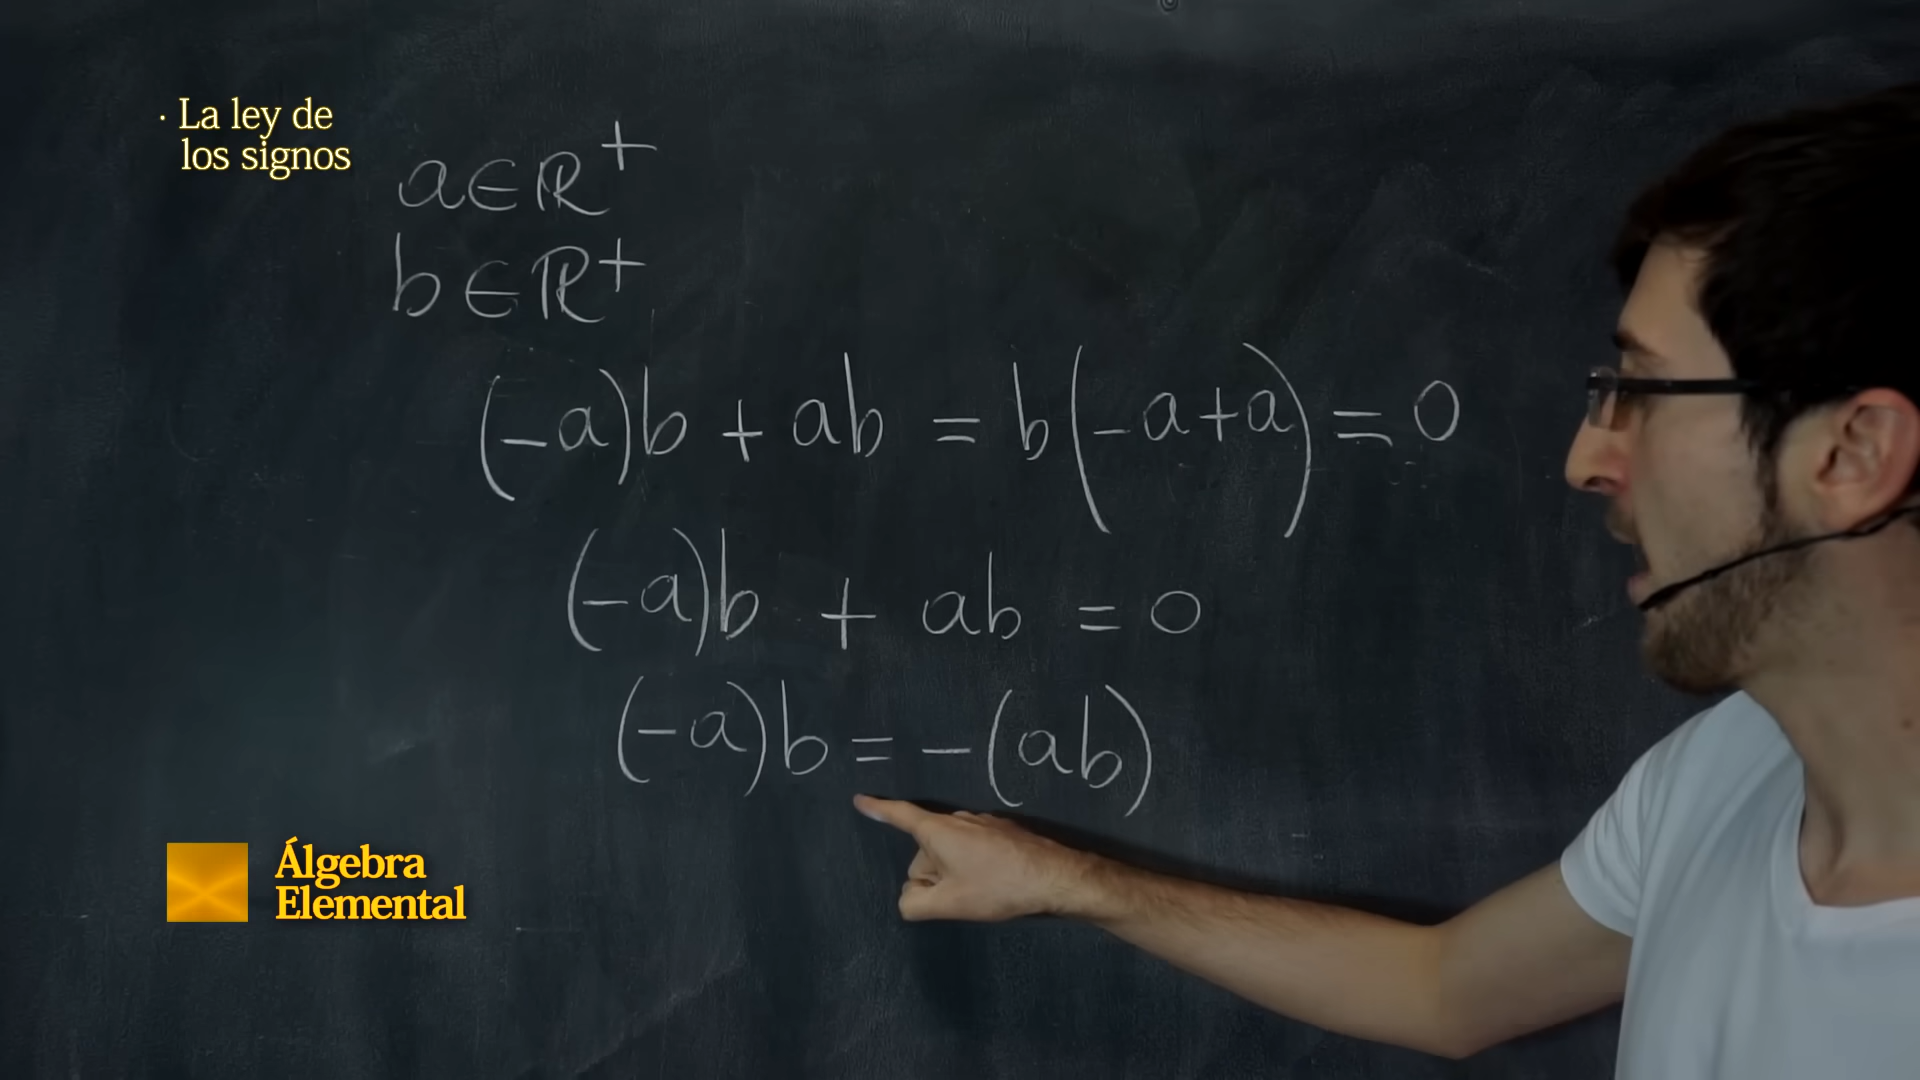 · La ley de
los signos
a∈ℝ⁺
b∈ℝ⁺
(-a)b + ab = b(-a+a) = 0
(-a)b + ab = 0
(-a)b = -(ab)
Álgebra
Elemental